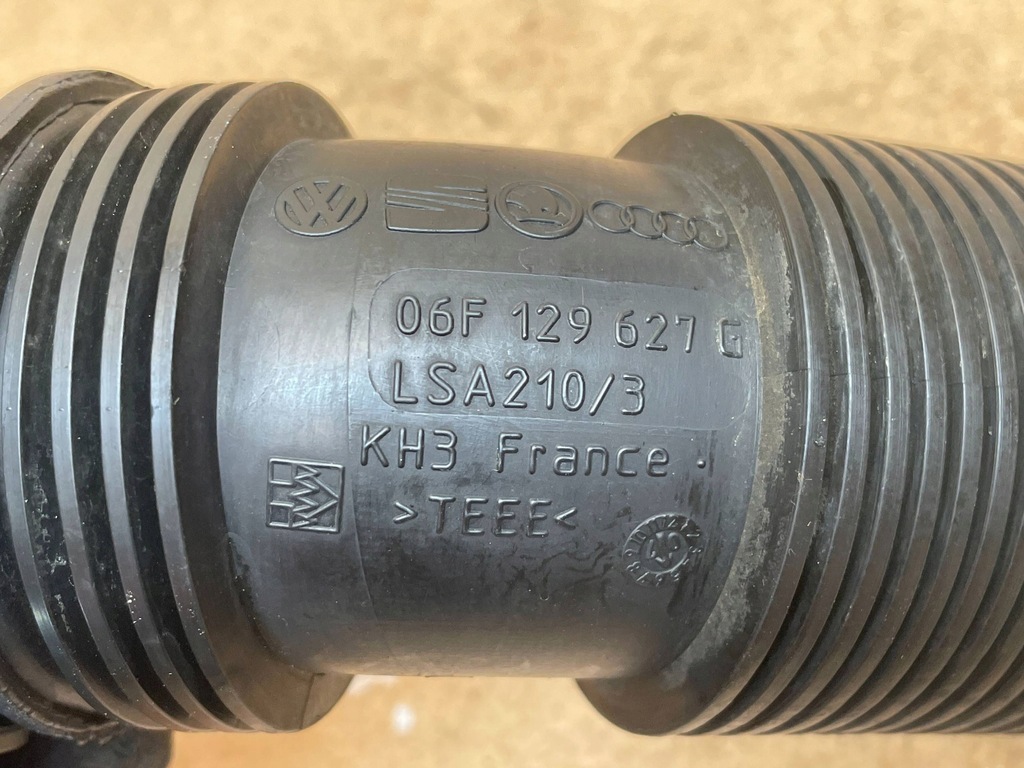 06F 129 627 G
LSA210/3
KH3 France
>TEEE<